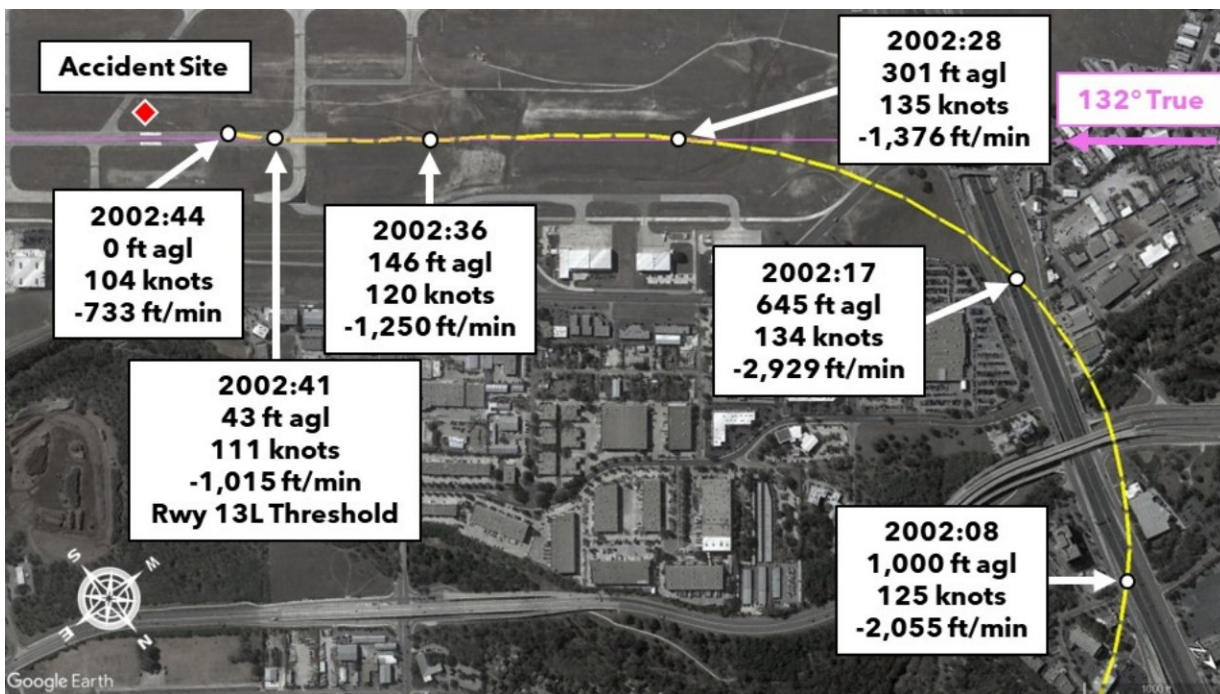 Accident Site
2002:28
301 ft agl
135 knots
-1,376 ft/min
132° True
2002:44
0 ft agl
104 knots
-733 ft/min
2002:36
146 ft agl
120 knots
-1,250 ft/min
2002:17
645 ft agl
134 knots
-2,929 ft/min
2002:41
43 ft agl
111 knots
-1,015 ft/min
Rwy 13L Threshold
2002:08
1,000 ft agl
125 knots
-2,055 ft/min
S
W
E
N
Google Earth